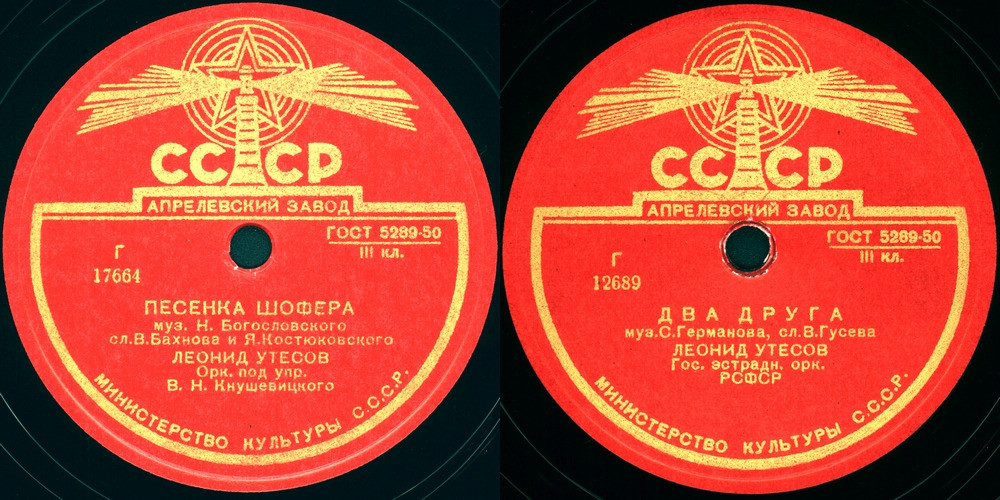 СССР
АПРЕЛЕВСКИЙ ЗАВОД
ГОСТ 5289-50
III кл.
Г
17664
ПЕСЕНКА ШОФЕРА
муз. Н. Богословского
сл.В.Бахнова и Я.Костюковского
ЛЕОНИД УТЕСОВ
Орк. под упр.
В. Н. Кнушевицкого
МИНИСТЕРСТВО КУЛЬТУРЫ С.С.С.Р.
СССР
АПРЕЛЕВСКИЙ ЗАВОД
ГОСТ 5289-50
III кл.
Г
12689
ДВА ДРУГА
муз.С.Германова, сл.В.Гусева
ЛЕОНИД УТЕСОВ
Гос. эстрадн. орк.
РСФСР
МИНИСТЕРСТВО КУЛЬТУРЫ С.С.С.Р.